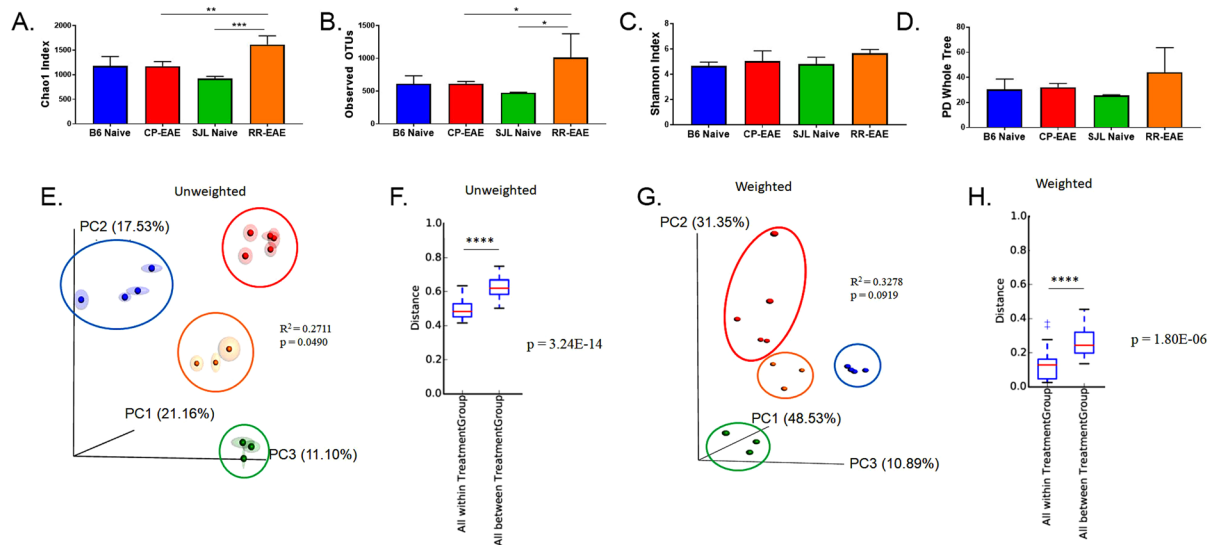 A.
**
***
Chao1 Index
2000
1500
1000
500
0
B6 Naive CP-EAE SJL Naive RR-EAE
B.
*
*
Observed OTUs
1500
1000
500
0
B6 Naive CP-EAE SJL Naive RR-EAE
C.
Shannon Index
8
6
4
2
0
B6 Naive CP-EAE SJL Naive RR-EAE
D.
PD Whole Tree
80
60
40
20
0
B6 Naive CP-EAE SJL Naive RR-EAE
E.
Unweighted
PC2 (17.53%)
R2 = 0.2711
p = 0.0490
PC1 (21.16%)
PC3 (11.10%)
F.
Unweighted
Distance
1.0
0.8
0.6
0.4
0.2
0.0
****
p = 3.24E-14
All within TreatmentGroup
All between TreatmentGroup
G.
Weighted
PC2 (31.35%)
R2 = 0.3278
p = 0.0919
PC1 (48.53%)
PC3 (10.89%)
H.
Weighted
Distance
1.0
0.8
0.6
0.4
0.2
0.0
****
p = 1.80E-06
All within TreatmentGroup
All between TreatmentGroup